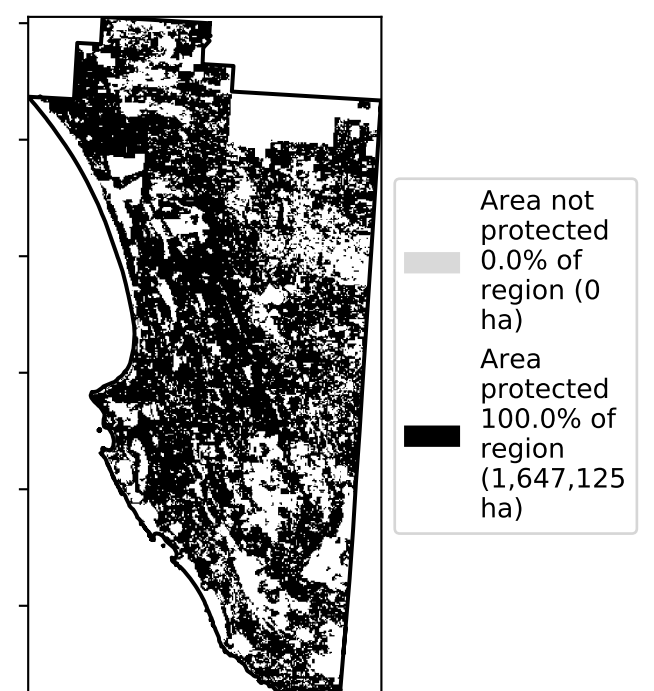 Area not
protected
0.0% of
region (0
ha)
Area
protected
100.0% of
region
(1,647,125
ha)